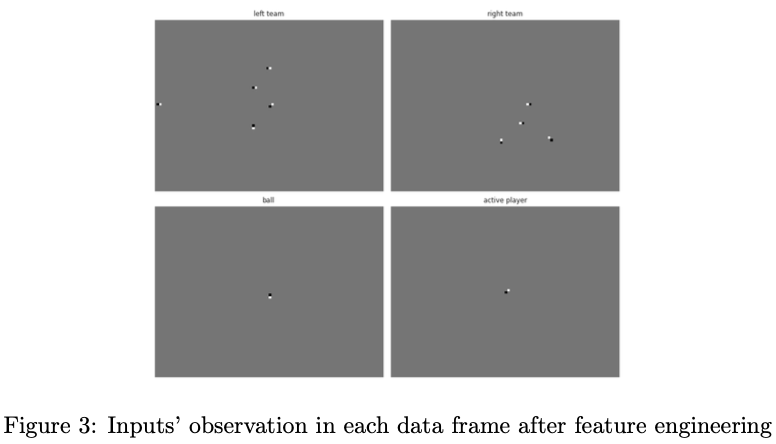 left team
right team
ball
active player
Figure 3: Inputs' observation in each data frame after feature engineering